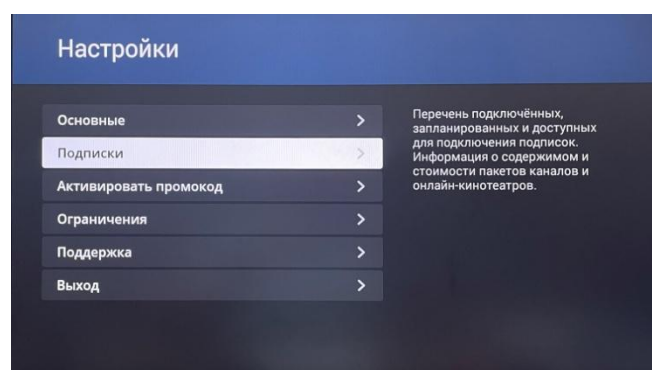 Настройки
Основные
Подписки
Активировать промокод
Ограничения
Поддержка
Выход
Перечень подключённых,
запланированных и доступных
для подключения подписок.
Информация о содержимом и
стоимости пакетов каналов и
онлайн-кинотеатров.